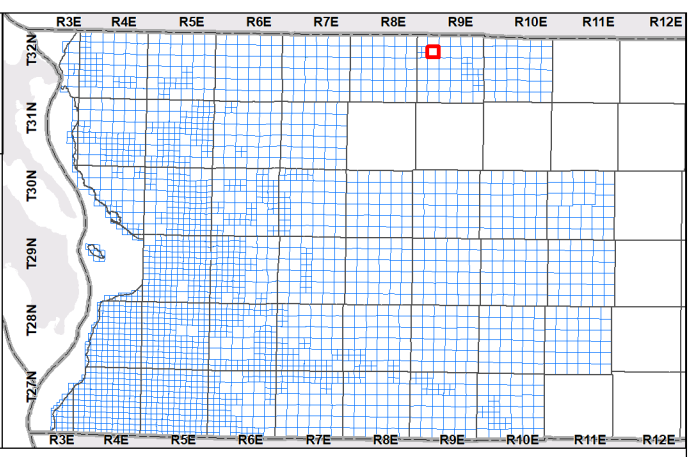 R3E R4E R5E R6E R7E R8E R9E R10E R11E R12E
T32N
T31N
T30N
T29N
T28N
T27N
R3E R4E R5E R6E R7E R8E R9E R10E R11E R12E